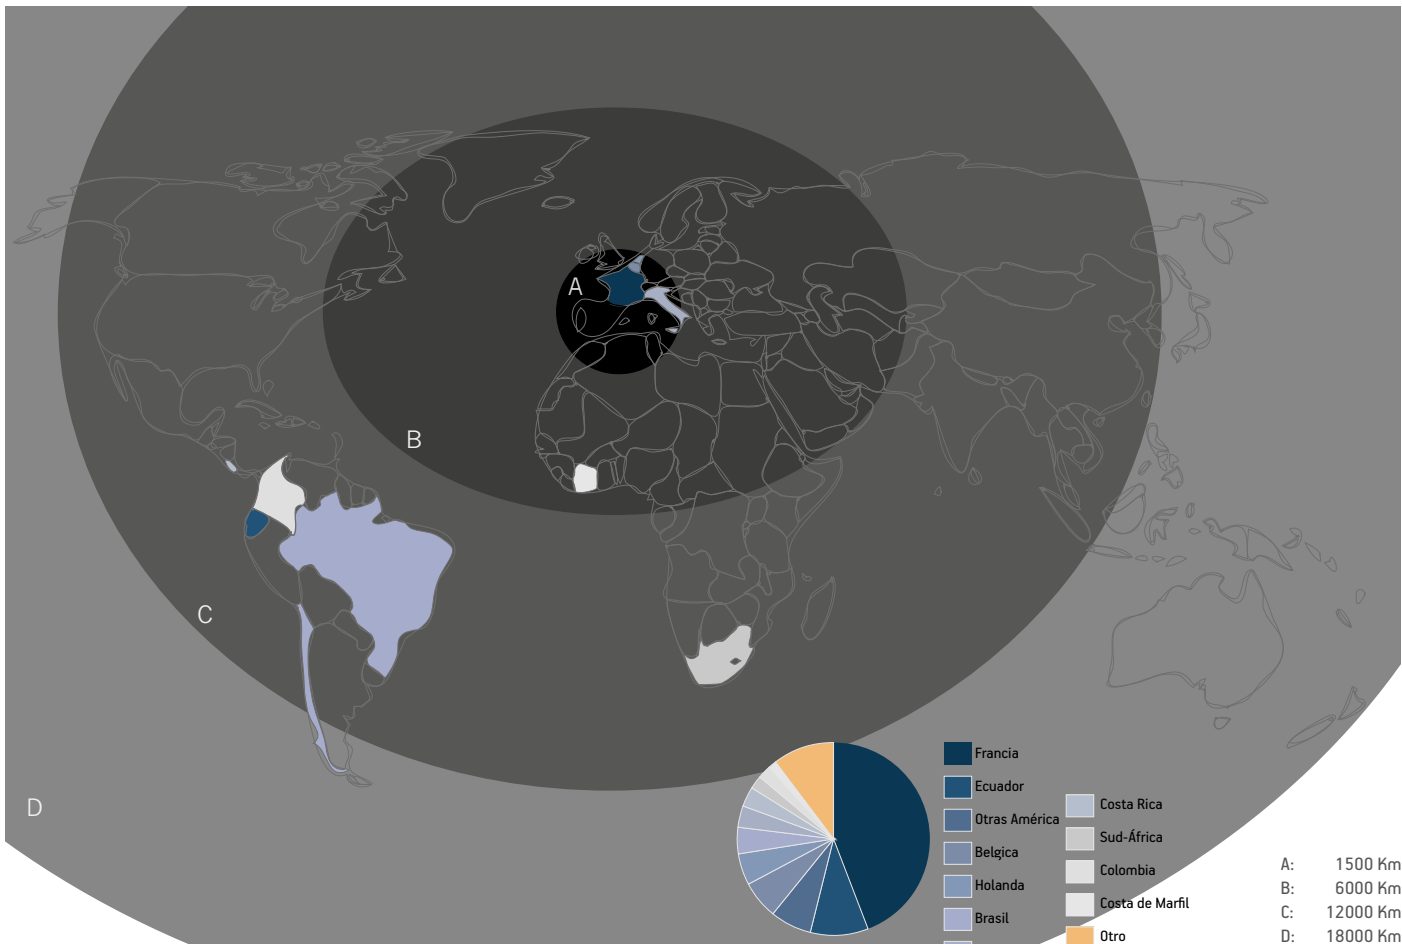 A
B
C
D
Francia
Ecuador
Otras América
Belgica
Holanda
Brasil
Costa Rica
Sud-África
Colombia
Costa de Marfil
Otro
A: 1500 Km
B: 6000 Km
C: 12000 Km
D: 18000 Km